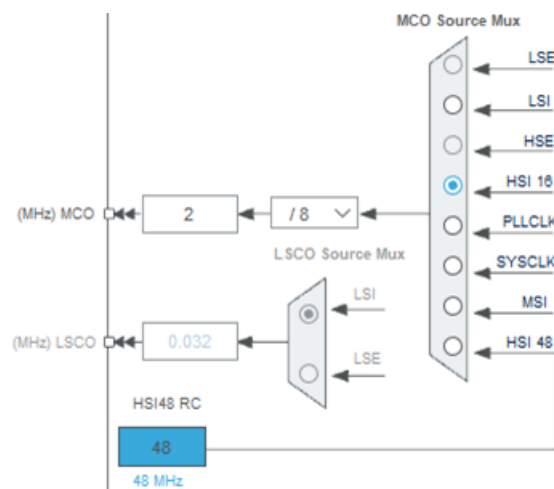 MCO Source Mux
LSE
LSI
HSE
HSI 16
(MHz) MCO
2
/ 8
PLLCLK
LSCO Source Mux
SYSCLK
LSI
MSI
(MHz) LSCO
0.032
HSI 48
LSE
HSI48 RC
48
48 MHz